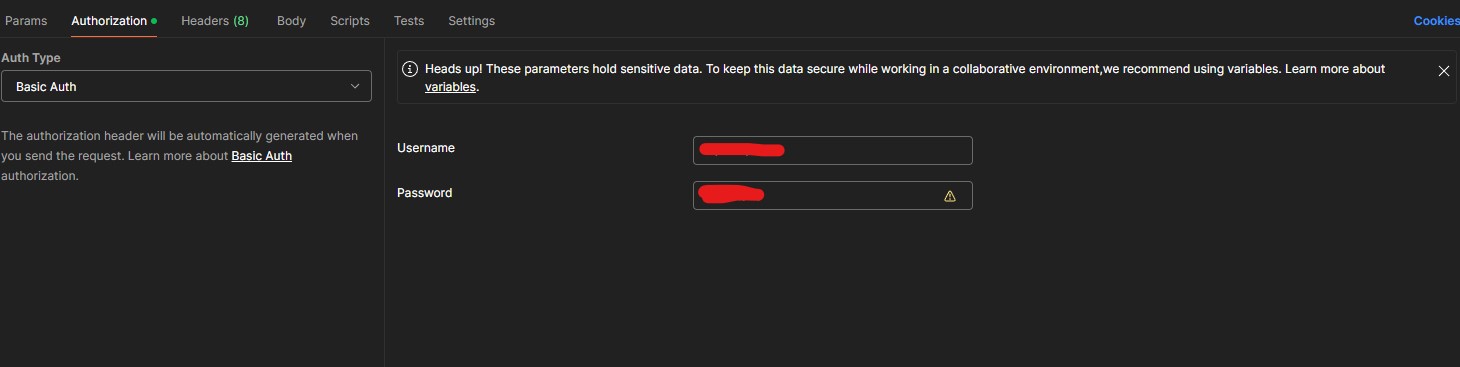 Params Authorization Headers (8) Body Scripts Tests Settings Cookies
Auth Type
Basic Auth
The authorization header will be automatically generated when
you send the request. Learn more about Basic Auth
authorization.
Heads up! These parameters hold sensitive data. To keep this data secure while working in a collaborative environment,we recommend using variables. Learn more about
variables.
Username
Password